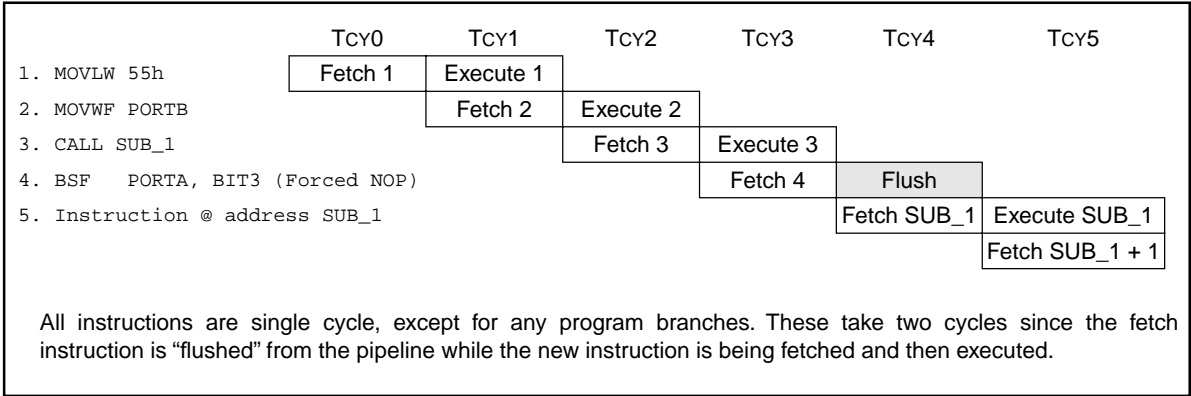 TCY0 TCY1 TCY2 TCY3 TCY4 TCY5
1. MOVLW 55h Fetch 1 Execute 1
2. MOVWF PORTB Fetch 2 Execute 2
3. CALL SUB_1 Fetch 3 Execute 3
4. BSF PORTA, BIT3 (Forced NOP) Fetch 4 Flush
5. Instruction @ address SUB_1 Fetch SUB_1 Execute SUB_1
Fetch SUB_1 + 1
All instructions are single cycle, except for any program branches. These take two cycles since the fetch
instruction is “flushed” from the pipeline while the new instruction is being fetched and then executed.